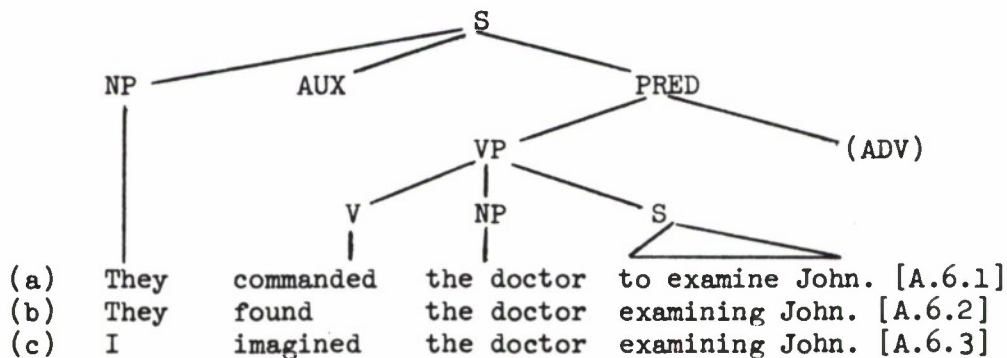 S
NP AUX PRED
VP (ADV)
V NP S
(a) They commanded the doctor to examine John. [A.6.1]
(b) They found the doctor examining John. [A.6.2]
(c) I imagined the doctor examining John. [A.6.3]